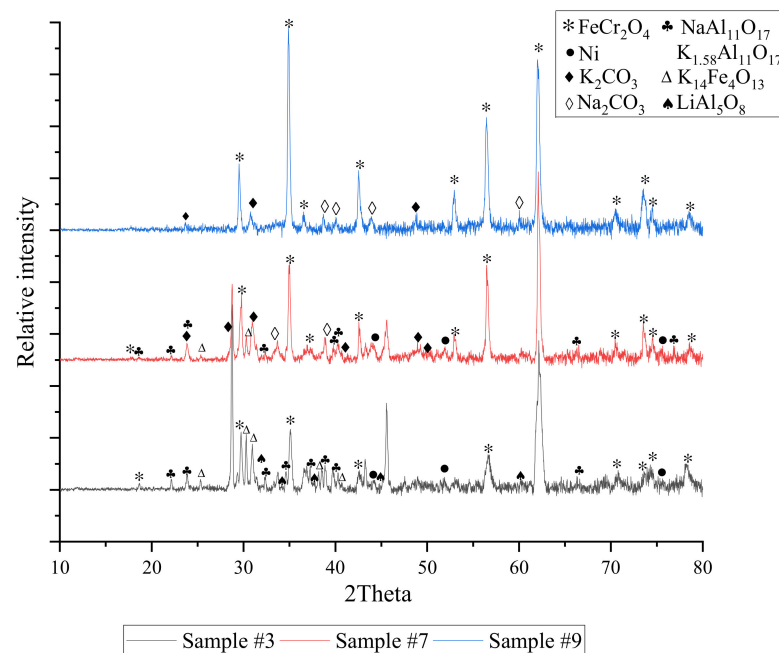 * FeCr₂O₄ ♣ NaAl₁₁O₁₇
● Ni K₁.₅₈Al₁₁O₁₇
♦ K₂CO₃ Δ K₁₄Fe₄O₁₃
◊ Na₂CO₃ ♠ LiAl₅O₈
Relative intensity
10 20 30 40 50 60 70 80
2Theta
Sample #3 Sample #7 Sample #9